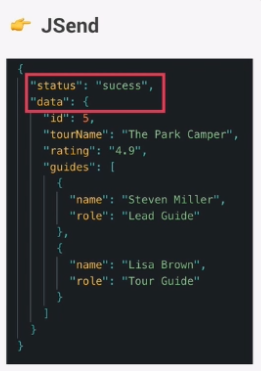 👉 JSend
{
"status": "sucess",
"data": {
"id": 5,
"tourName": "The Park Camper",
"rating": "4.9",
"guides": [
{
"name": "Steven Miller",
"role": "Lead Guide"
},
{
"name": "Lisa Brown",
"role": "Tour Guide"
}
]
}
}